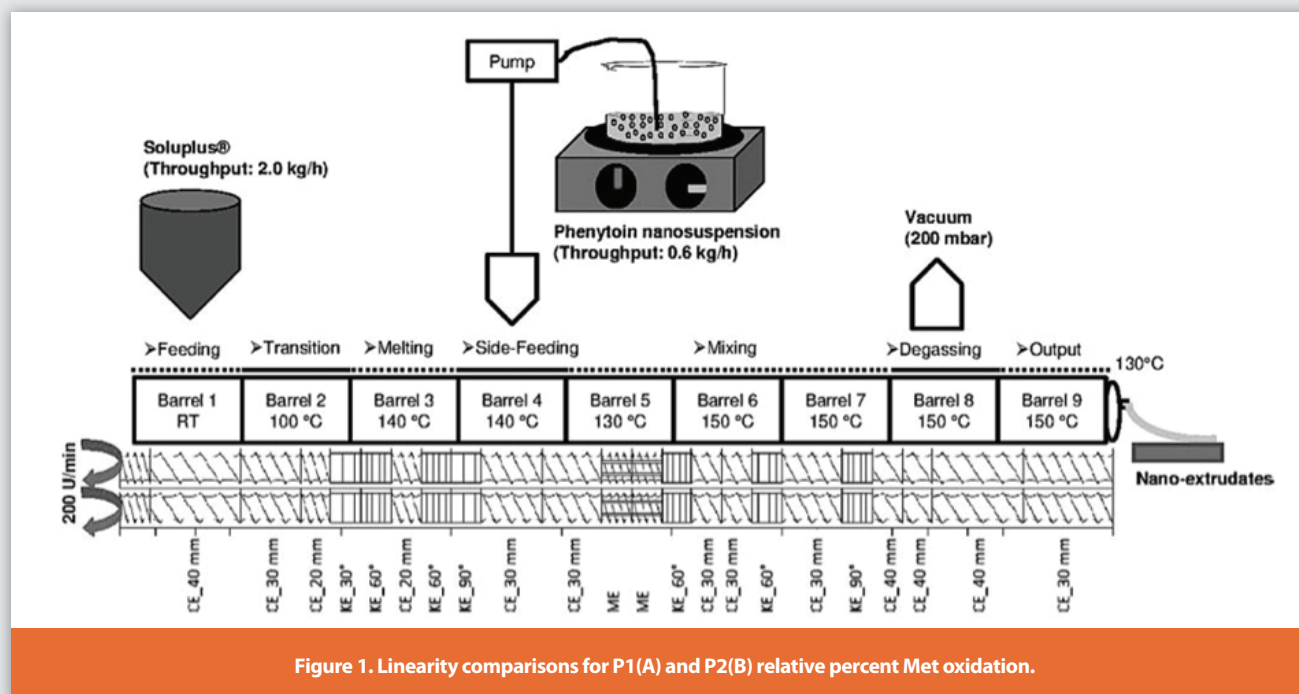 Pump
Soluplus®
(Throughput: 2.0 kg/h)
Phenytoin nanosuspension
(Throughput: 0.6 kg/h)
Vacuum
(200 mbar)
➢Feeding ➢Transition ➢Melting ➢Side-Feeding ➢Mixing ➢Degassing ➢Output
130°C
Barrel 1 Barrel 2 Barrel 3 Barrel 4 Barrel 5 Barrel 6 Barrel 7 Barrel 8 Barrel 9
RT 100 °C 140 °C 140 °C 130 °C 150 °C 150 °C 150 °C 150 °C
200 U/min
Nano-extrudates
CE_40 mm
CE_30 mm
CE_20 mm
KE_30°
KE_60°
CE_20 mm
KE_60°
KE_90°
CE_30 mm
CE_30 mm
ME
ME
KE_60°
CE_30 mm
CE_30 mm
KE_60°
CE_30 mm
KE_90°
CE_40 mm
CE_40 mm
CE_40 mm
CE_30 mm
Figure 1. Linearity comparisons for P1(A) and P2(B) relative percent Met oxidation.